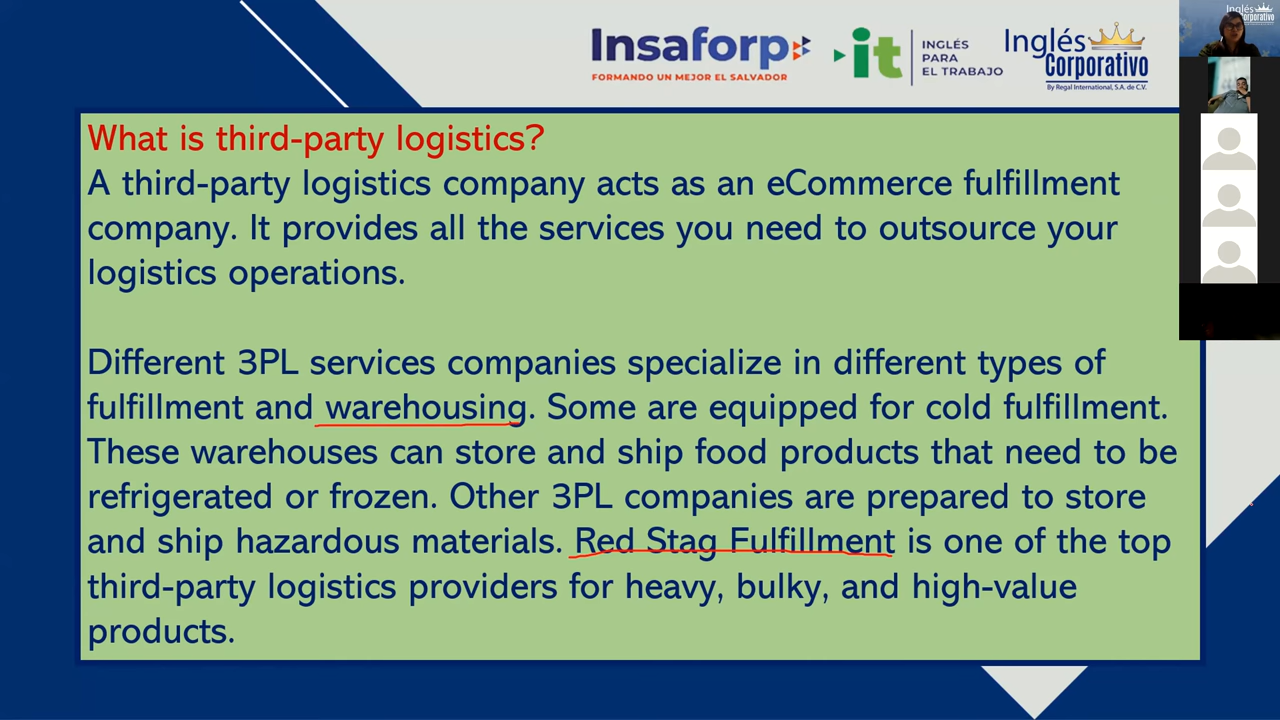 Insaforp
FORMANDO UN MEJOR EL SALVADOR
it
INGLÉS
PARA
EL TRABAJO
Inglés
Corporativo
By Regal International, S.A. de C.V.
Inglés
Corporativo
What is third-party logistics?
A third-party logistics company acts as an eCommerce fulfillment
company. It provides all the services you need to outsource your
logistics operations.
Different 3PL services companies specialize in different types of
fulfillment and warehousing. Some are equipped for cold fulfillment.
These warehouses can store and ship food products that need to be
refrigerated or frozen. Other 3PL companies are prepared to store
and ship hazardous materials. Red Stag Fulfillment is one of the top
third-party logistics providers for heavy, bulky, and high-value
products.